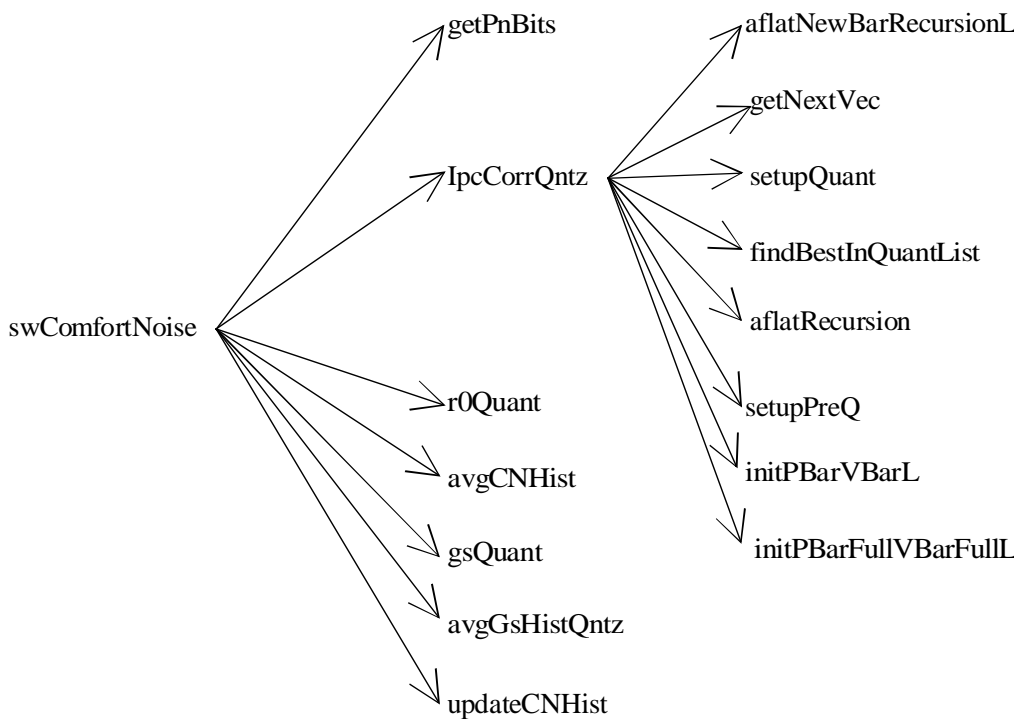 getPnBits
aflatNewBarRecursionL
getNextVec
IpcCorrQntz
setupQuant
findBestInQuantList
swComfortNoise
aflatRecursion
r0Quant
setupPreQ
avgCNHist
initPBarVBarL
gsQuant
initPBarFullVBarFullL
avgGsHistQntz
updateCNHist